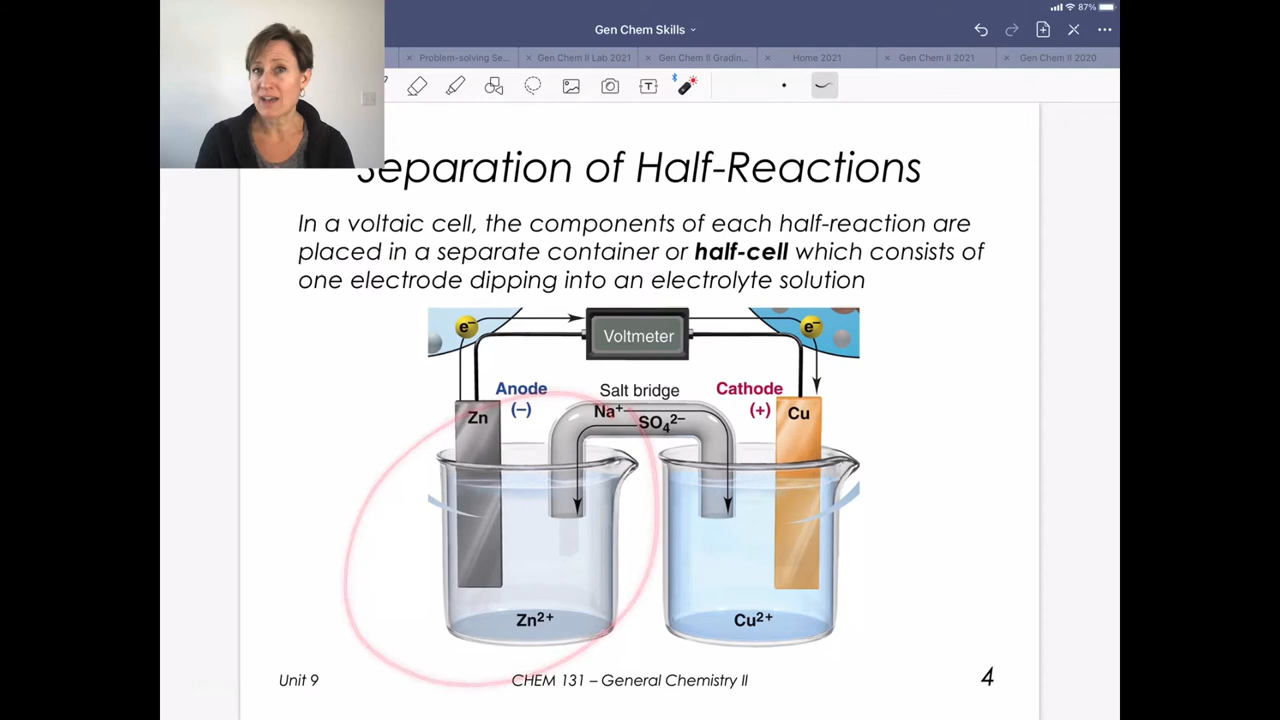 87%
Gen Chem Skills
Problem-solving Se...
Gen Chem II Lab 2021
Gen Chem II Gradin...
Home 2021
Gen Chem II 2021
Gen Chem II 2020
T
Separation of Half-Reactions
In a voltaic cell, the components of each half-reaction are
placed in a separate container or half-cell which consists of
one electrode dipping into an electrolyte solution
e⁻
Voltmeter
e⁻
Anode
(–)
Salt bridge
Cathode
(+)
Zn
Na⁺
SO₄²⁻
Cu
Zn²⁺
Cu²⁺
Unit 9
CHEM 131 – General Chemistry II
4